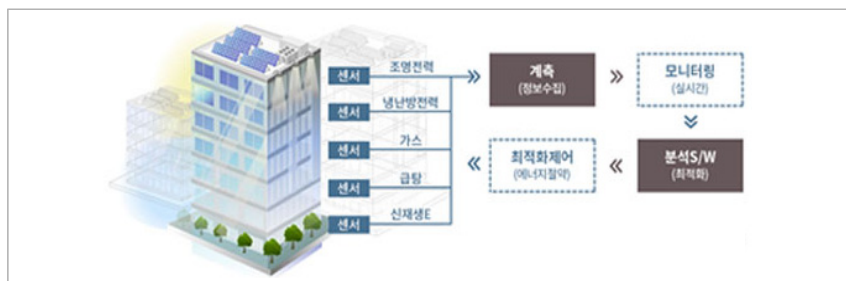 센서 조명전력
센서 냉난방전력
센서 가스
센서 급탕
센서 신재생E
계측
(정보수집)
모니터링
(실시간)
최적화제어
(에너지절약)
분석S/W
(최적화)